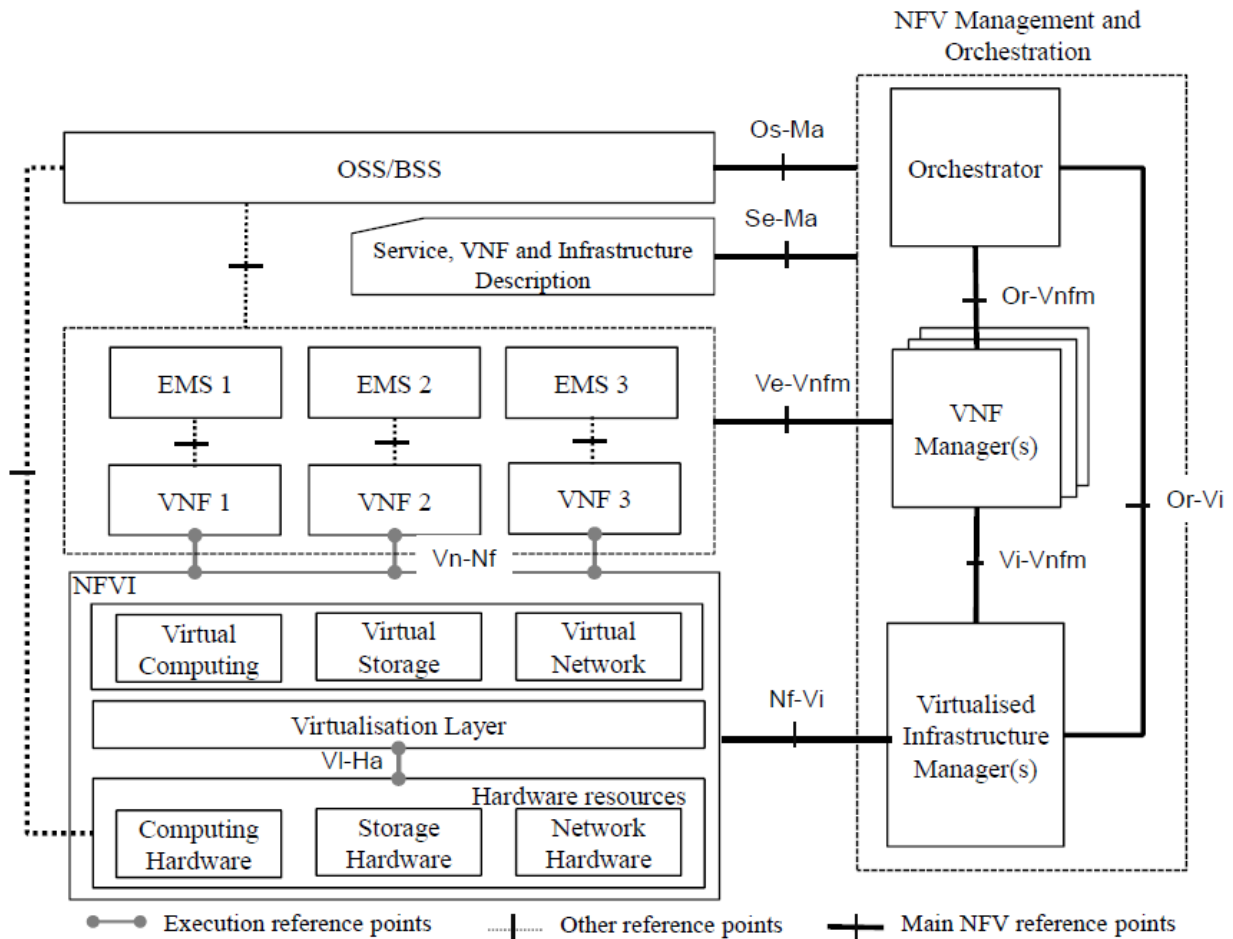 NFV Management and
Orchestration
Os-Ma
OSS/BSS
Orchestrator
Se-Ma
Service, VNF and Infrastructure
Description
Or-Vnfm
EMS 1
EMS 2
EMS 3
Ve-Vnfm
VNF
Manager(s)
VNF 1
VNF 2
VNF 3
Or-Vi
Vn-Nf
Vi-Vnfm
NFVI
Virtual
Computing
Virtual
Storage
Virtual
Network
Nf-Vi
Virtualised
Infrastructure
Manager(s)
Virtualisation Layer
Vl-Ha
Hardware resources
Computing
Hardware
Storage
Hardware
Network
Hardware
Execution reference points
Other reference points
Main NFV reference points